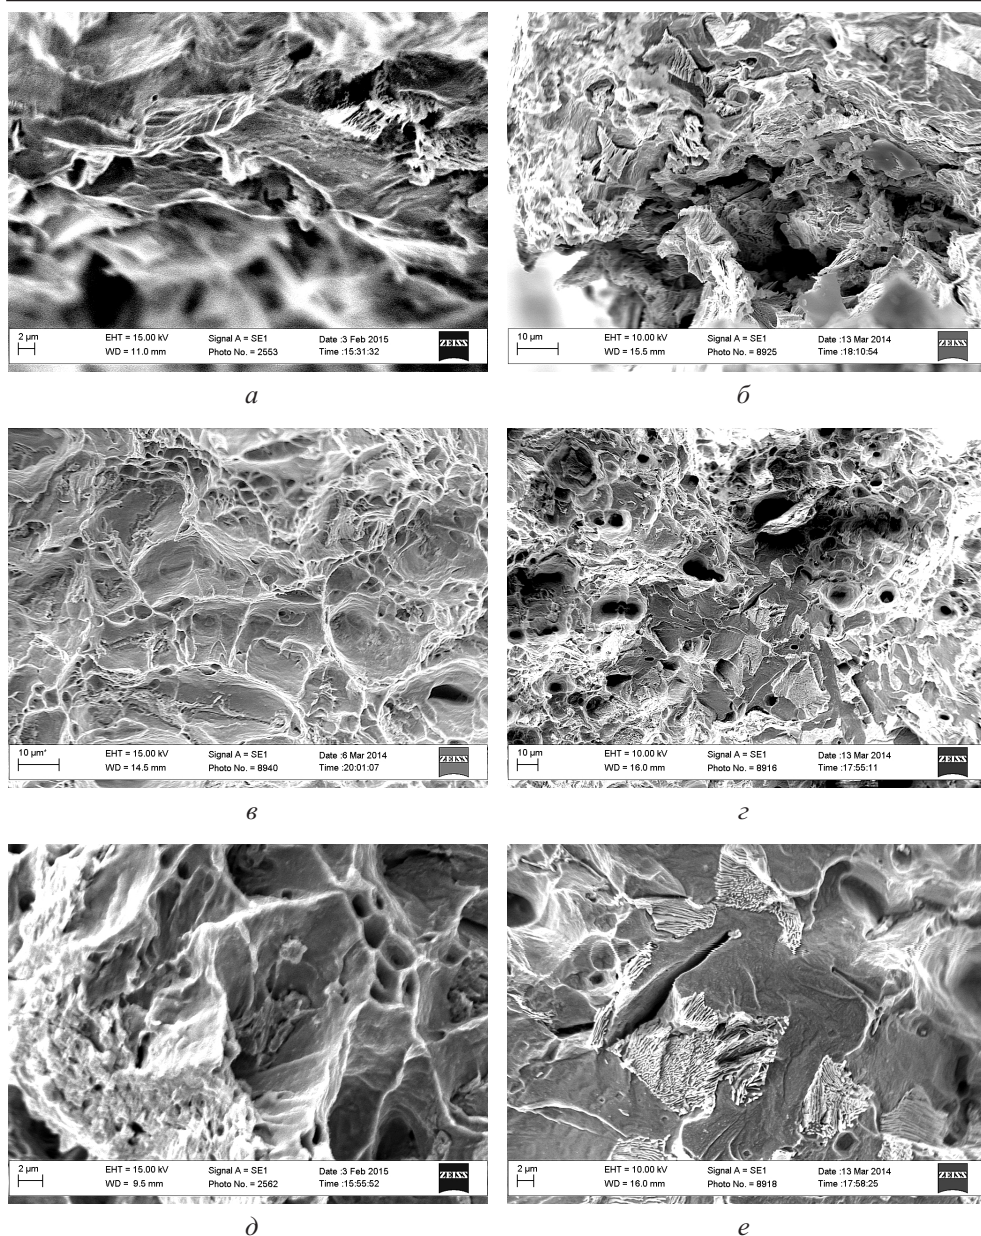 2 µm EHT = 15.00 kV Signal A = SE1 Date :3 Feb 2015 ZEISS
WD = 11.0 mm Photo No. = 2553 Time :15:31:32
10 µm EHT = 10.00 kV Signal A = SE1 Date :13 Mar 2014 ZEISS
WD = 15.5 mm Photo No. = 8925 Time :18:10:54
а
б
10 µm* EHT = 15.00 kV Signal A = SE1 Date :6 Mar 2014 ZEISS
WD = 14.5 mm Photo No. = 8940 Time :20:01:07
10 µm EHT = 10.00 kV Signal A = SE1 Date :13 Mar 2014 ZEISS
WD = 16.0 mm Photo No. = 8916 Time :17:55:11
в
г
2 µm EHT = 15.00 kV Signal A = SE1 Date :3 Feb 2015 ZEISS
WD = 9.5 mm Photo No. = 2562 Time :15:55:52
2 µm EHT = 10.00 kV Signal A = SE1 Date :13 Mar 2014 ZEISS
WD = 16.0 mm Photo No. = 8918 Time :17:58:25
д
е